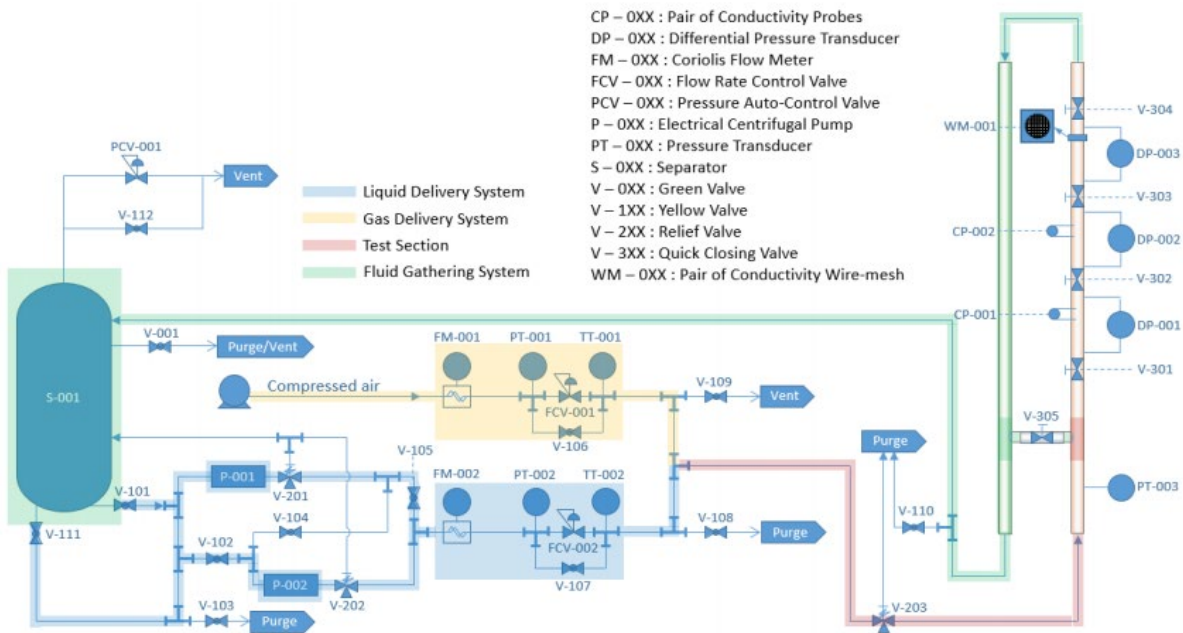 CP – 0XX : Pair of Conductivity Probes
DP – 0XX : Differential Pressure Transducer
FM – 0XX : Coriolis Flow Meter
FCV – 0XX : Flow Rate Control Valve
PCV – 0XX : Pressure Auto-Control Valve
P – 0XX : Electrical Centrifugal Pump
PT – 0XX : Pressure Transducer
S – 0XX : Separator
V – 0XX : Green Valve
V – 1XX : Yellow Valve
V – 2XX : Relief Valve
V – 3XX : Quick Closing Valve
WM – 0XX : Pair of Conductivity Wire-mesh
Liquid Delivery System
Gas Delivery System
Test Section
Fluid Gathering System
PCV-001
Vent
V-112
S-001
V-001
Purge/Vent
Compressed air
FM-001
PT-001
TT-001
FCV-001
V-106
V-109
Vent
V-101
V-111
P-001
V-201
V-105
V-104
V-102
P-002
V-202
V-103
Purge
FM-002
PT-002
TT-002
FCV-002
V-107
V-108
Purge
Purge
V-110
V-203
WM-001
V-304
DP-003
V-303
CP-002
DP-002
V-302
CP-001
DP-001
V-301
V-305
PT-003